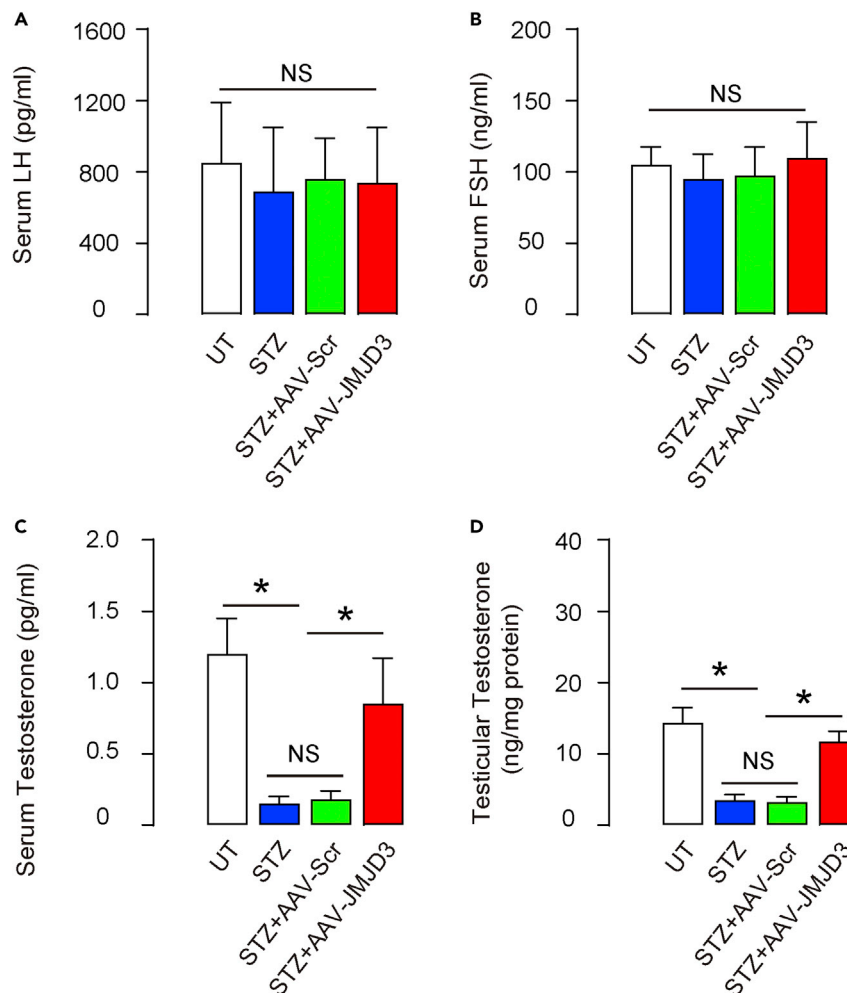 A
Serum LH (pg/ml)
1600
1200
800
400
0
NS
UT
STZ
STZ+AAV-Scr
STZ+AAV-JMJD3
B
Serum FSH (ng/ml)
200
150
100
50
0
NS
UT
STZ
STZ+AAV-Scr
STZ+AAV-JMJD3
C
Serum Testosterone (pg/ml)
2.0
1.5
1.0
0.5
0
*
*
NS
UT
STZ
STZ+AAV-Scr
STZ+AAV-JMJD3
D
Testicular Testosterone
(ng/mg protein)
40
30
20
10
0
*
*
NS
UT
STZ
STZ+AAV-Scr
STZ+AAV-JMJD3